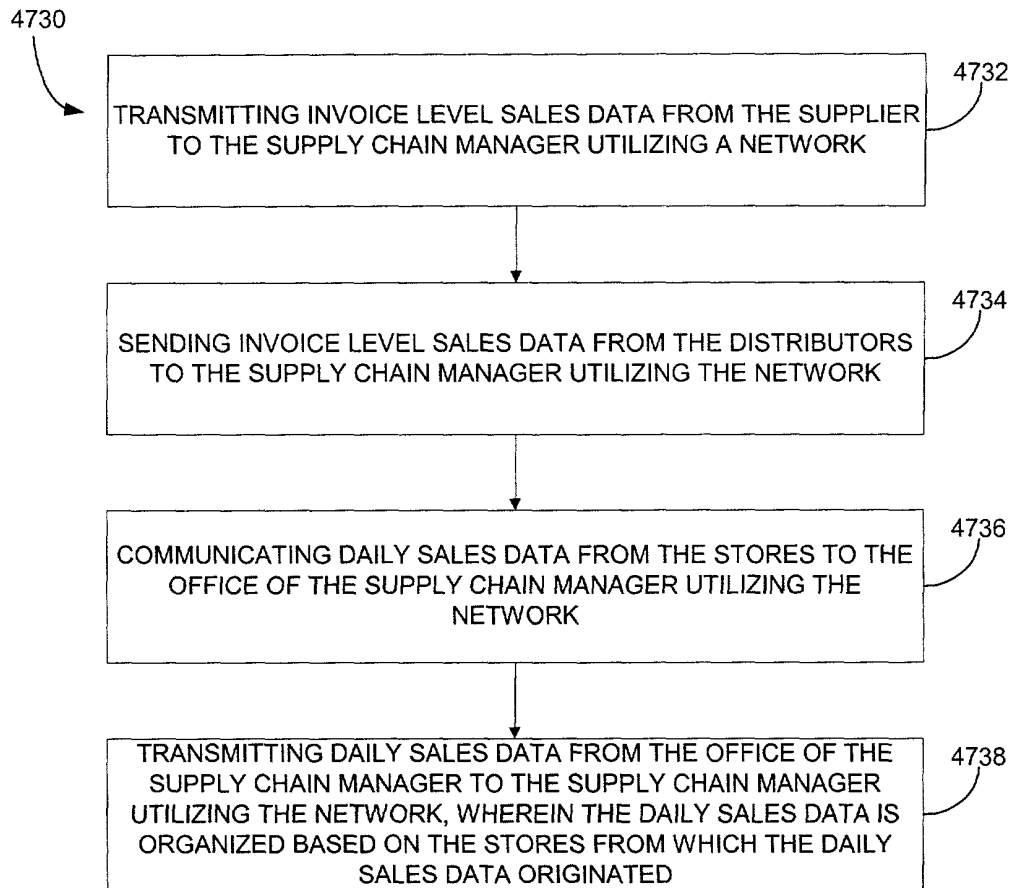 4730
4732
TRANSMITTING INVOICE LEVEL SALES DATA FROM THE SUPPLIER
TO THE SUPPLY CHAIN MANAGER UTILIZING A NETWORK
4734
SENDING INVOICE LEVEL SALES DATA FROM THE DISTRIBUTORS
TO THE SUPPLY CHAIN MANAGER UTILIZING THE NETWORK
4736
COMMUNICATING DAILY SALES DATA FROM THE STORES TO THE
OFFICE OF THE SUPPLY CHAIN MANAGER UTILIZING THE
NETWORK
4738
TRANSMITTING DAILY SALES DATA FROM THE OFFICE OF THE
SUPPLY CHAIN MANAGER TO THE SUPPLY CHAIN MANAGER
UTILIZING THE NETWORK, WHEREIN THE DAILY SALES DATA IS
ORGANIZED BASED ON THE STORES FROM WHICH THE DAILY
SALES DATA ORIGINATED